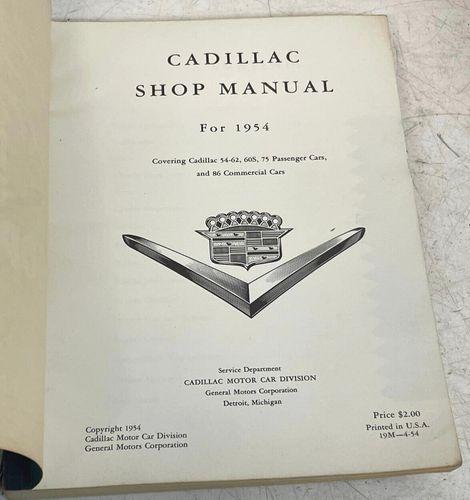 CADILLAC
SHOP MANUAL
For 1954
Covering Cadillac 54-62, 60S, 75 Passenger Cars,
and 86 Commercial Cars
Service Department
CADILLAC MOTOR CAR DIVISION
General Motors Corporation
Detroit, Michigan
Copyright 1954
Cadillac Motor Car Division
General Motors Corporation
Price $2.00
Printed in U.S.A.
19M—4-54